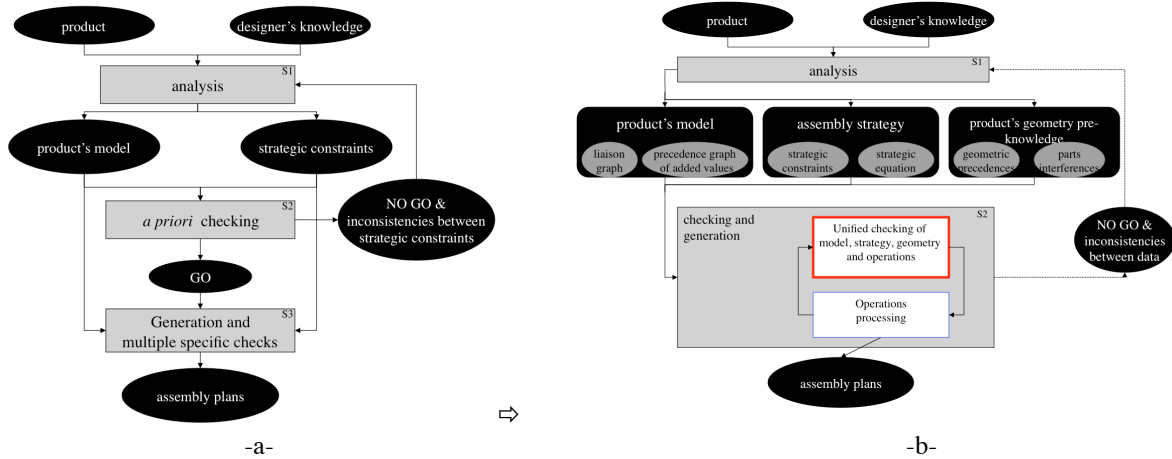 product
designer's knowledge
S1
analysis
product's model
strategic constraints
S2
a priori checking
NO GO &
inconsistencies between
strategic constraints
GO
S3
Generation and
multiple specific checks
assembly plans
-a-
⇨
product
designer's knowledge
S1
analysis
product's model
liaison
graph
precedence graph
of added values
assembly strategy
strategic
constraints
strategic
equation
product's geometry pre-
knowledge
geometric
precedences
parts
interferences
S2
checking and
generation
Unified checking of
model, strategy, geometry
and operations
Operations
processing
NO GO &
inconsistencies
between data
assembly plans
-b-